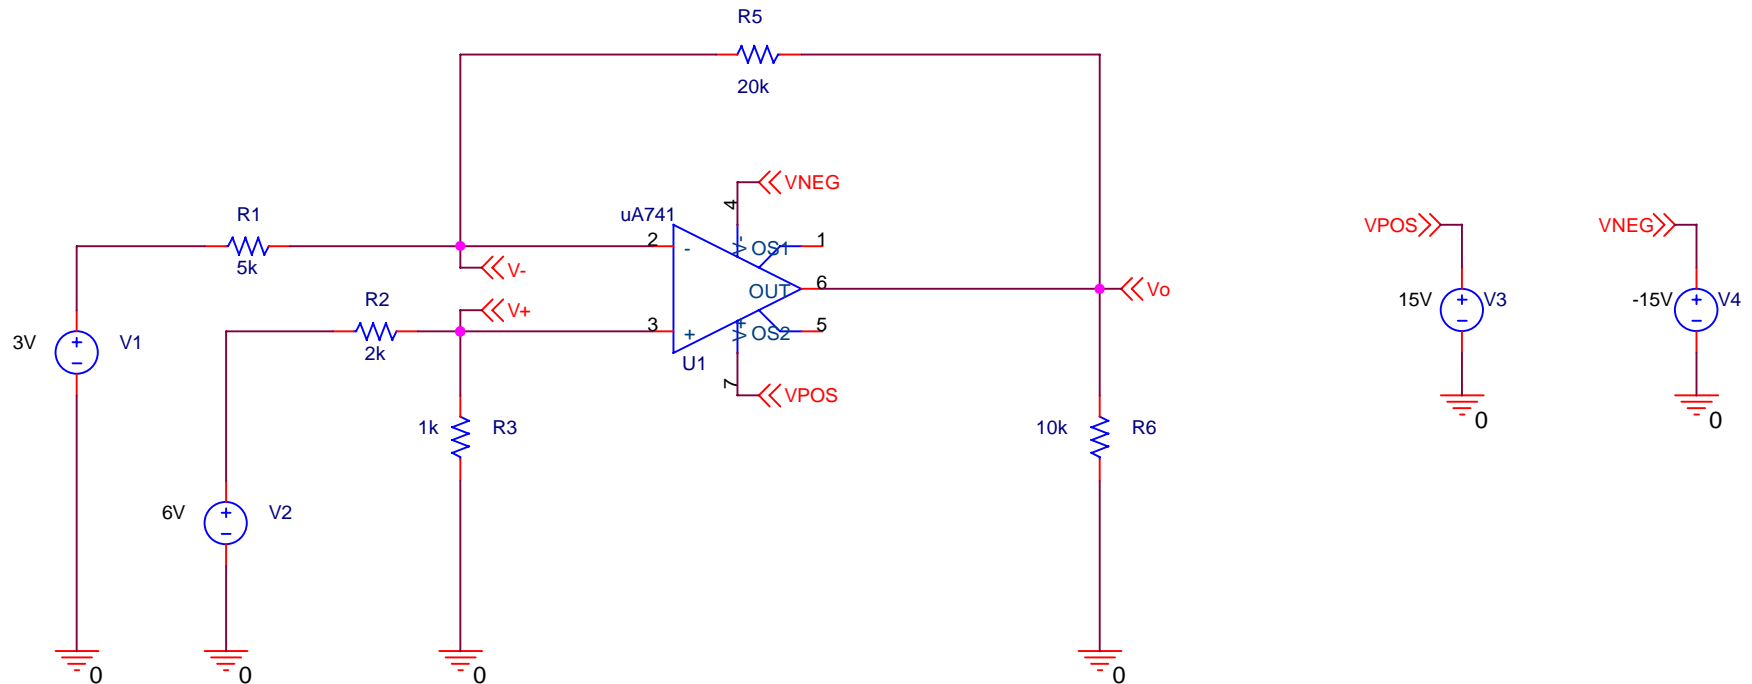 R5
20k
VNEG
4
uA741
R1
5k
2
-
V-
OS1
1
V-
R2
2k
V+
OUT
6
Vo
3
+
V+
OS2
5
U1
7
VPOS
3V
+
−
V1
6V
+
−
V2
1k
R3
10k
R6
0
0
0
0
VPOS
15V
+
−
V3
0
VNEG
-15V
+
−
V4
0